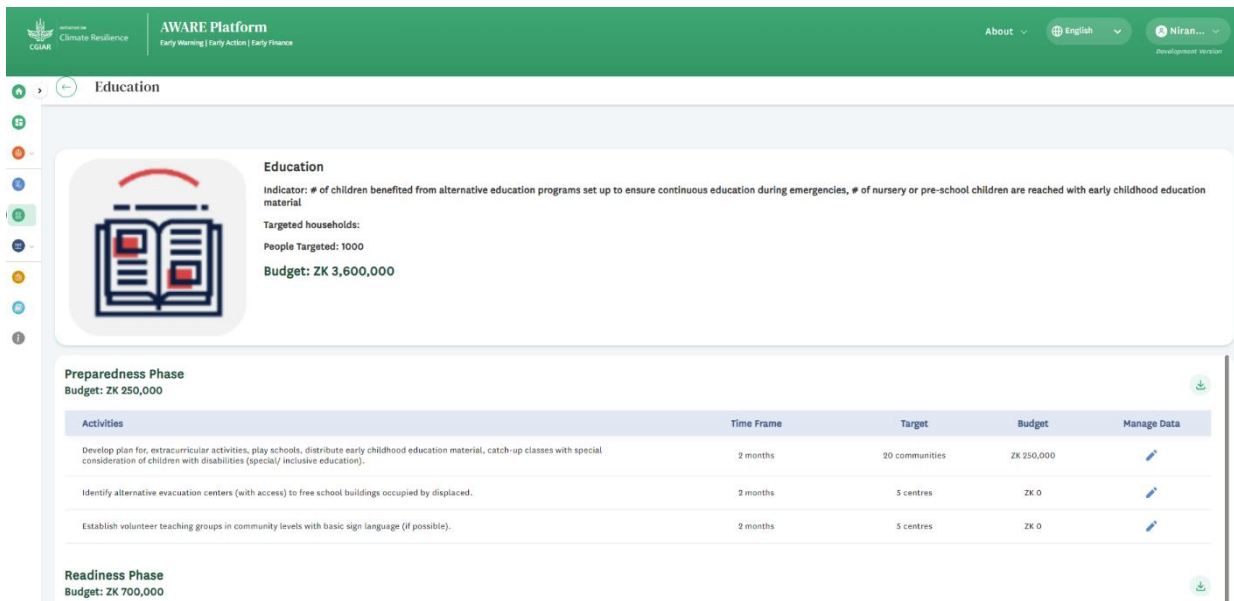 INITIATIVE ON
Climate Resilience
CGIAR
AWARE Platform
Early Warning | Early Action | Early Finance
About
English
Niran...
Development Version
Education
Education
Indicator: # of children benefited from alternative education programs set up to ensure continuous education during emergencies, # of nursery or pre-school children are reached with early childhood education
material
Targeted households:
People Targeted: 1000
Budget: ZK 3,600,000
Preparedness Phase
Budget: ZK 250,000
Activities Time Frame Target Budget Manage Data
Develop plan for, extracurricular activities, play schools, distribute early childhood education material, catch-up classes with special
consideration of children with disabilities (special/ inclusive education).
2 months 20 communities ZK 250,000
Identify alternative evacuation centers (with access) to free school buildings occupied by displaced. 2 months 5 centres ZK 0
Establish volunteer teaching groups in community levels with basic sign language (if possible). 2 months 5 centres ZK 0
Readiness Phase
Budget: ZK 700,000